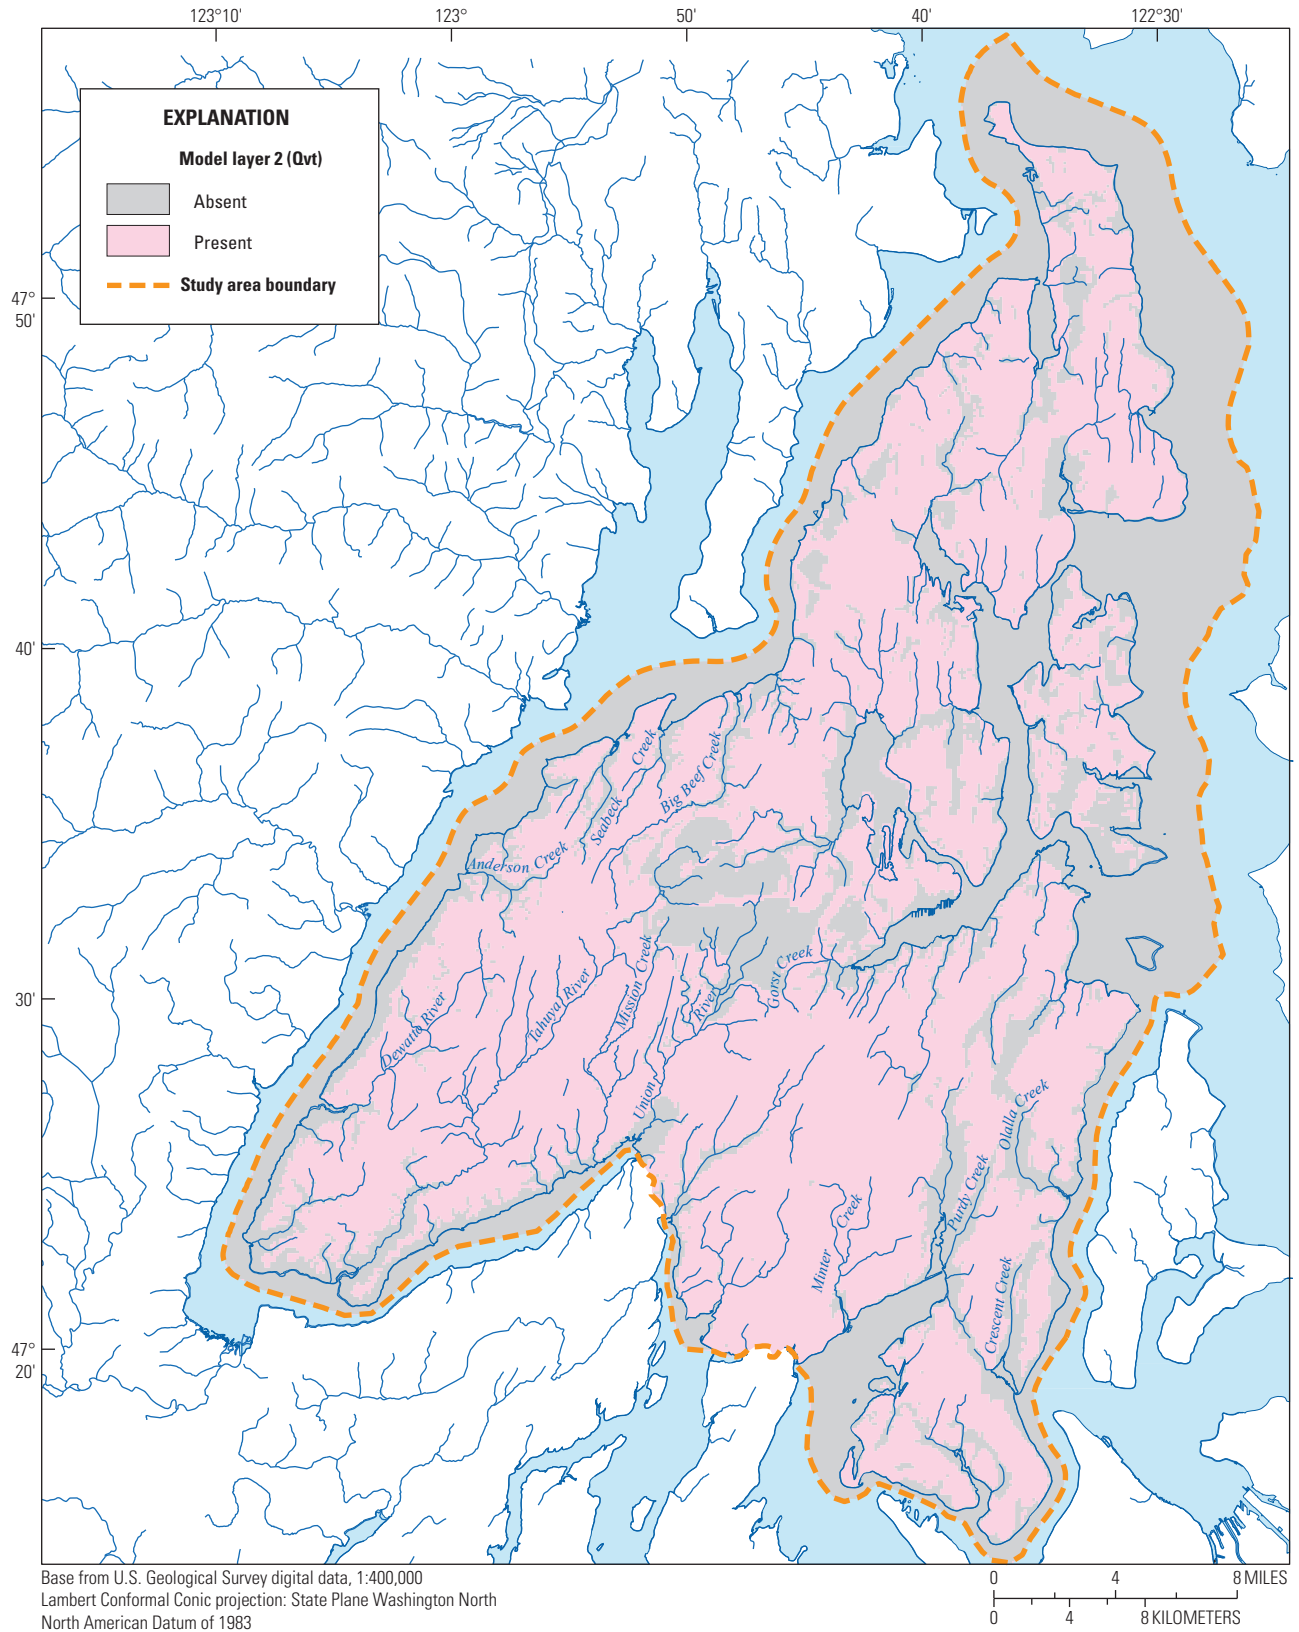 123°10'
123°
50'
40'
122°30'
EXPLANATION
Model layer 2 (Qvt)
Absent
Present
Study area boundary
47°
50'
40'
30'
47°
20'
Seabeck Creek
Big Beef Creek
Anderson Creek
Dewatto River
Tahuya River
Mission Creek
Union River
Gorst Creek
Olalla Creek
Purdy Creek
Minter Creek
Crescent Creek
Base from U.S. Geological Survey digital data, 1:400,000
Lambert Conformal Conic projection: State Plane Washington North
North American Datum of 1983
0 4 8 MILES
0 4 8 KILOMETERS